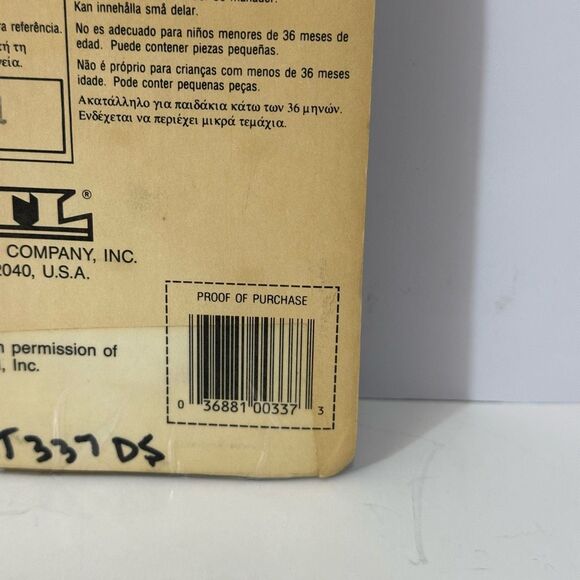 Kan innehålla små delar.
referência.
No es adecuado para niños menores de 36 meses de
edad. Puede contener piezas pequeñas.
Não é próprio para crianças com menos de 36 meses
idade. Pode conter pequenas peças.
Ακατάλληλο για παιδάκια κάτω των 36 μηνών.
Ενδέχεται να περιέχει μικρά τεμάχια.
TL®
COMPANY, INC.
2040, U.S.A.
PROOF OF PURCHASE
permission of
, Inc.
0 36881 00337 3
T337 DS